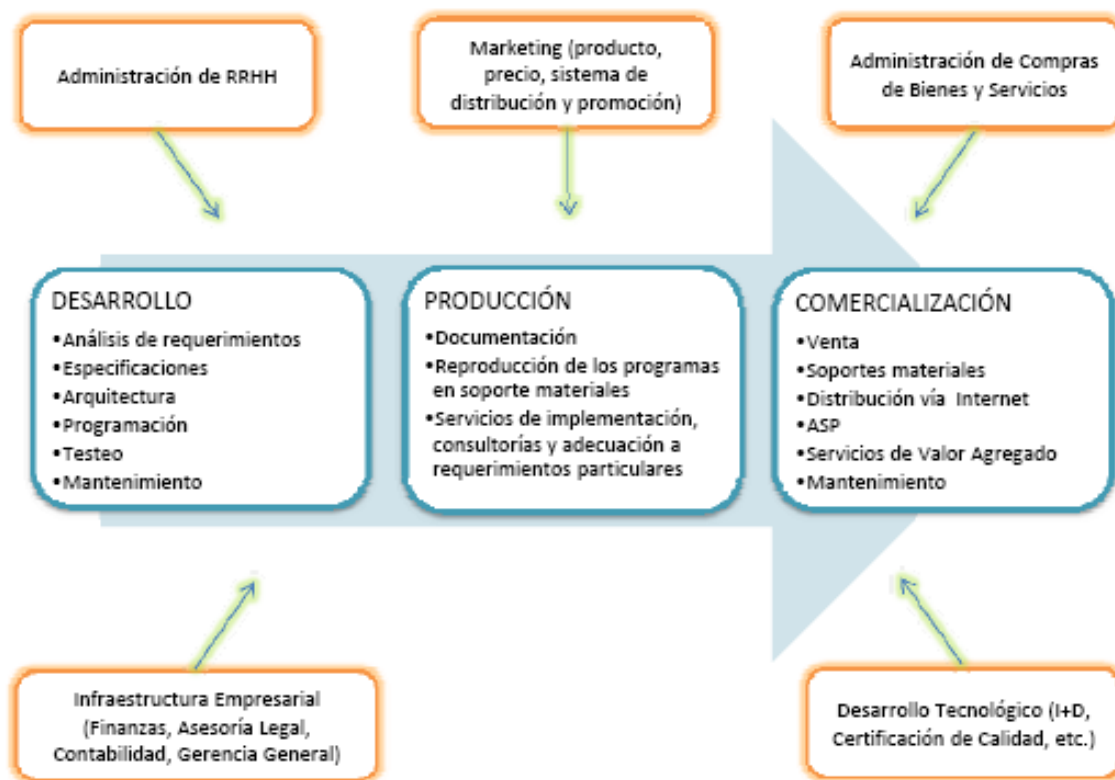 Administración de RRHH
Marketing (producto,
precio, sistema de
distribución y promoción)
Administración de Compras
de Bienes y Servicios
DESARROLLO
•Análisis de requerimientos
•Especificaciones
•Arquitectura
•Programación
•Testeo
•Mantenimiento
PRODUCCIÓN
•Documentación
•Reproducción de los programas
en soporte materiales
•Servicios de implementación,
consultorías y adecuación a
requerimientos particulares
COMERCIALIZACIÓN
•Venta
•Soportes materiales
•Distribución vía Internet
•ASP
•Servicios de Valor Agregado
•Mantenimiento
Infraestructura Empresarial
(Finanzas, Asesoría Legal,
Contabilidad, Gerencia General)
Desarrollo Tecnológico (I+D,
Certificación de Calidad, etc.)